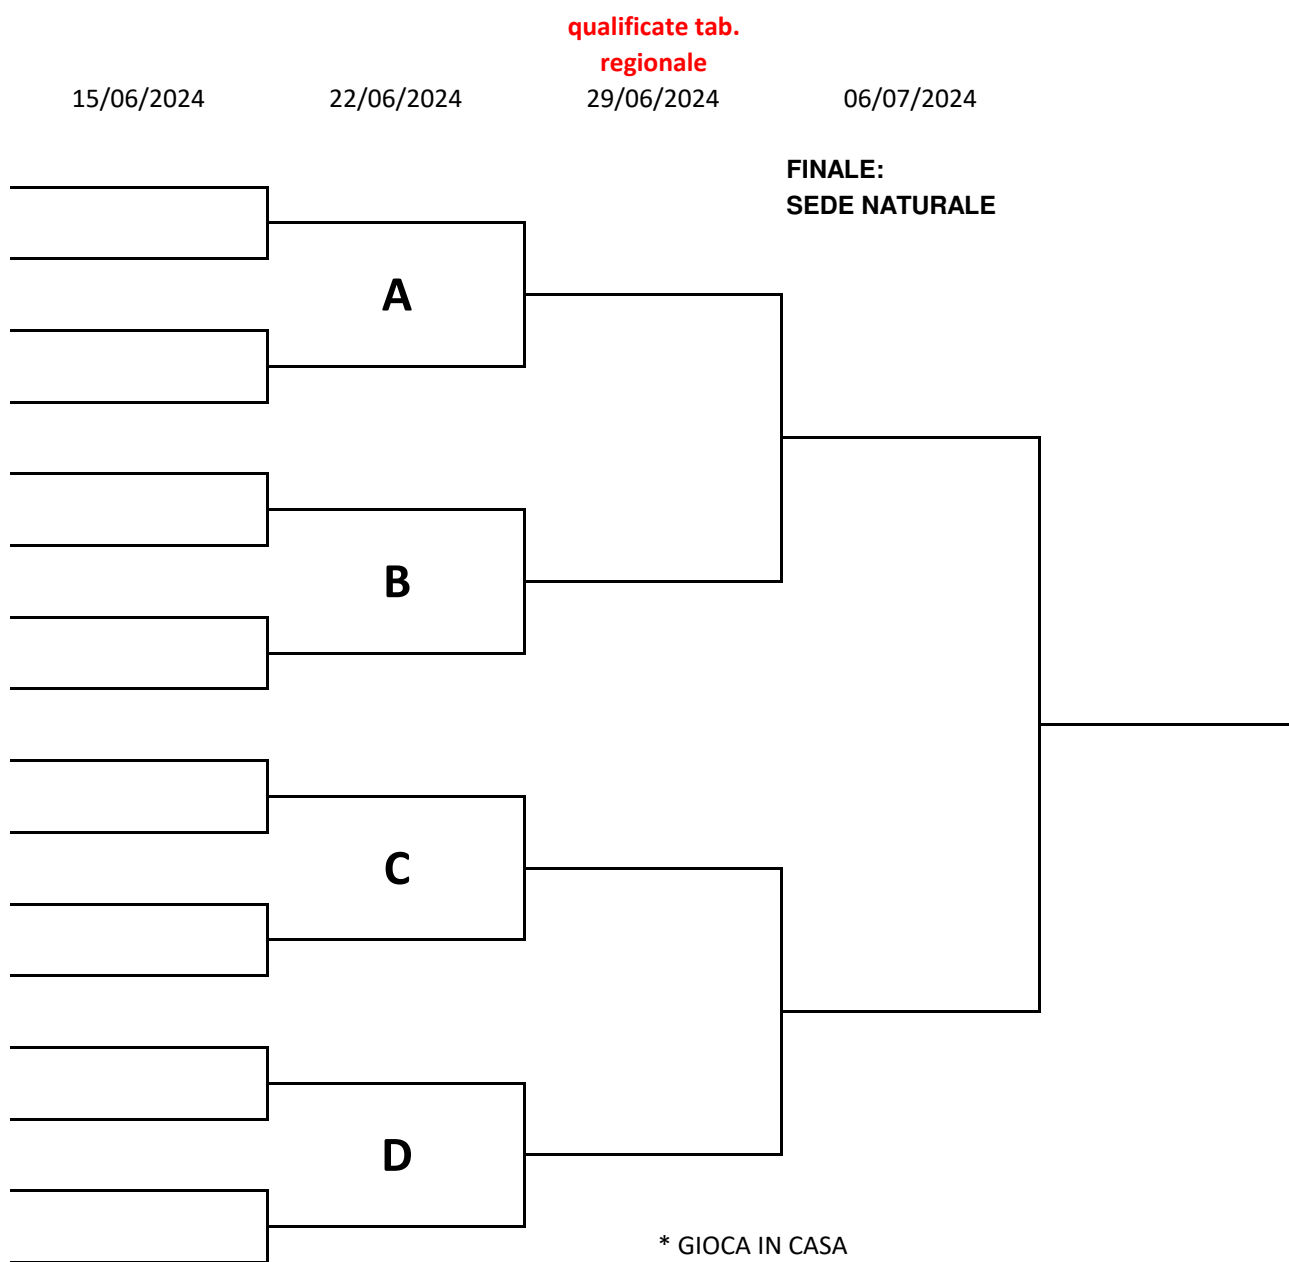 qualificate tab.
regionale
15/06/2024 22/06/2024 29/06/2024 06/07/2024
FINALE:
SEDE NATURALE
A
B
C
D
* GIOCA IN CASA